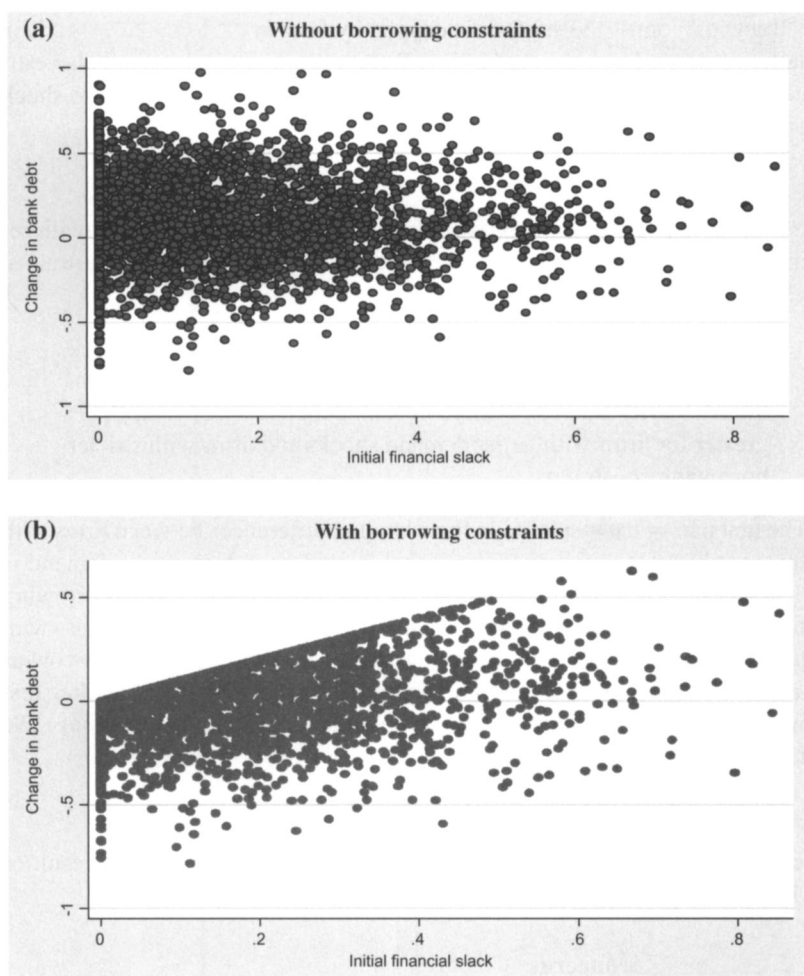 (a) Without borrowing constraints
1
.5
0
-.5
-1
Change in bank debt
0 .2 .4 .6 .8
Initial financial slack
(b) With borrowing constraints
.5
0
-.5
-1
Change in bank debt
0 .2 .4 .6 .8
Initial financial slack